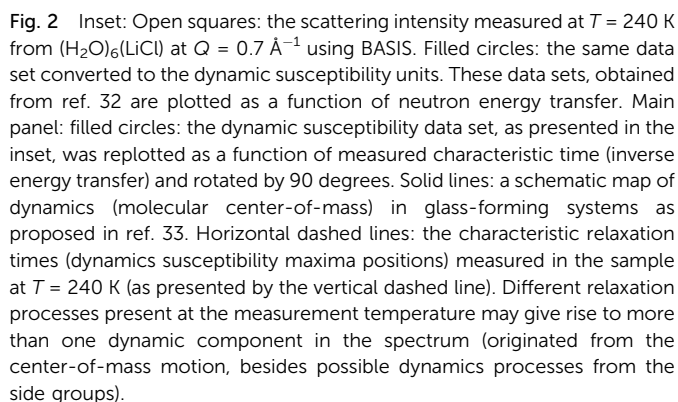 Fig. 2 Inset: Open squares: the scattering intensity measured at T = 240 K
from (H₂O)₆(LiCl) at Q = 0.7 Å⁻¹ using BASIS. Filled circles: the same data
set converted to the dynamic susceptibility units. These data sets, obtained
from ref. 32 are plotted as a function of neutron energy transfer. Main
panel: filled circles: the dynamic susceptibility data set, as presented in the
inset, was replotted as a function of measured characteristic time (inverse
energy transfer) and rotated by 90 degrees. Solid lines: a schematic map of
dynamics (molecular center-of-mass) in glass-forming systems as
proposed in ref. 33. Horizontal dashed lines: the characteristic relaxation
times (dynamics susceptibility maxima positions) measured in the sample
at T = 240 K (as presented by the vertical dashed line). Different relaxation
processes present at the measurement temperature may give rise to more
than one dynamic component in the spectrum (originated from the
center-of-mass motion, besides possible dynamics processes from the
side groups).